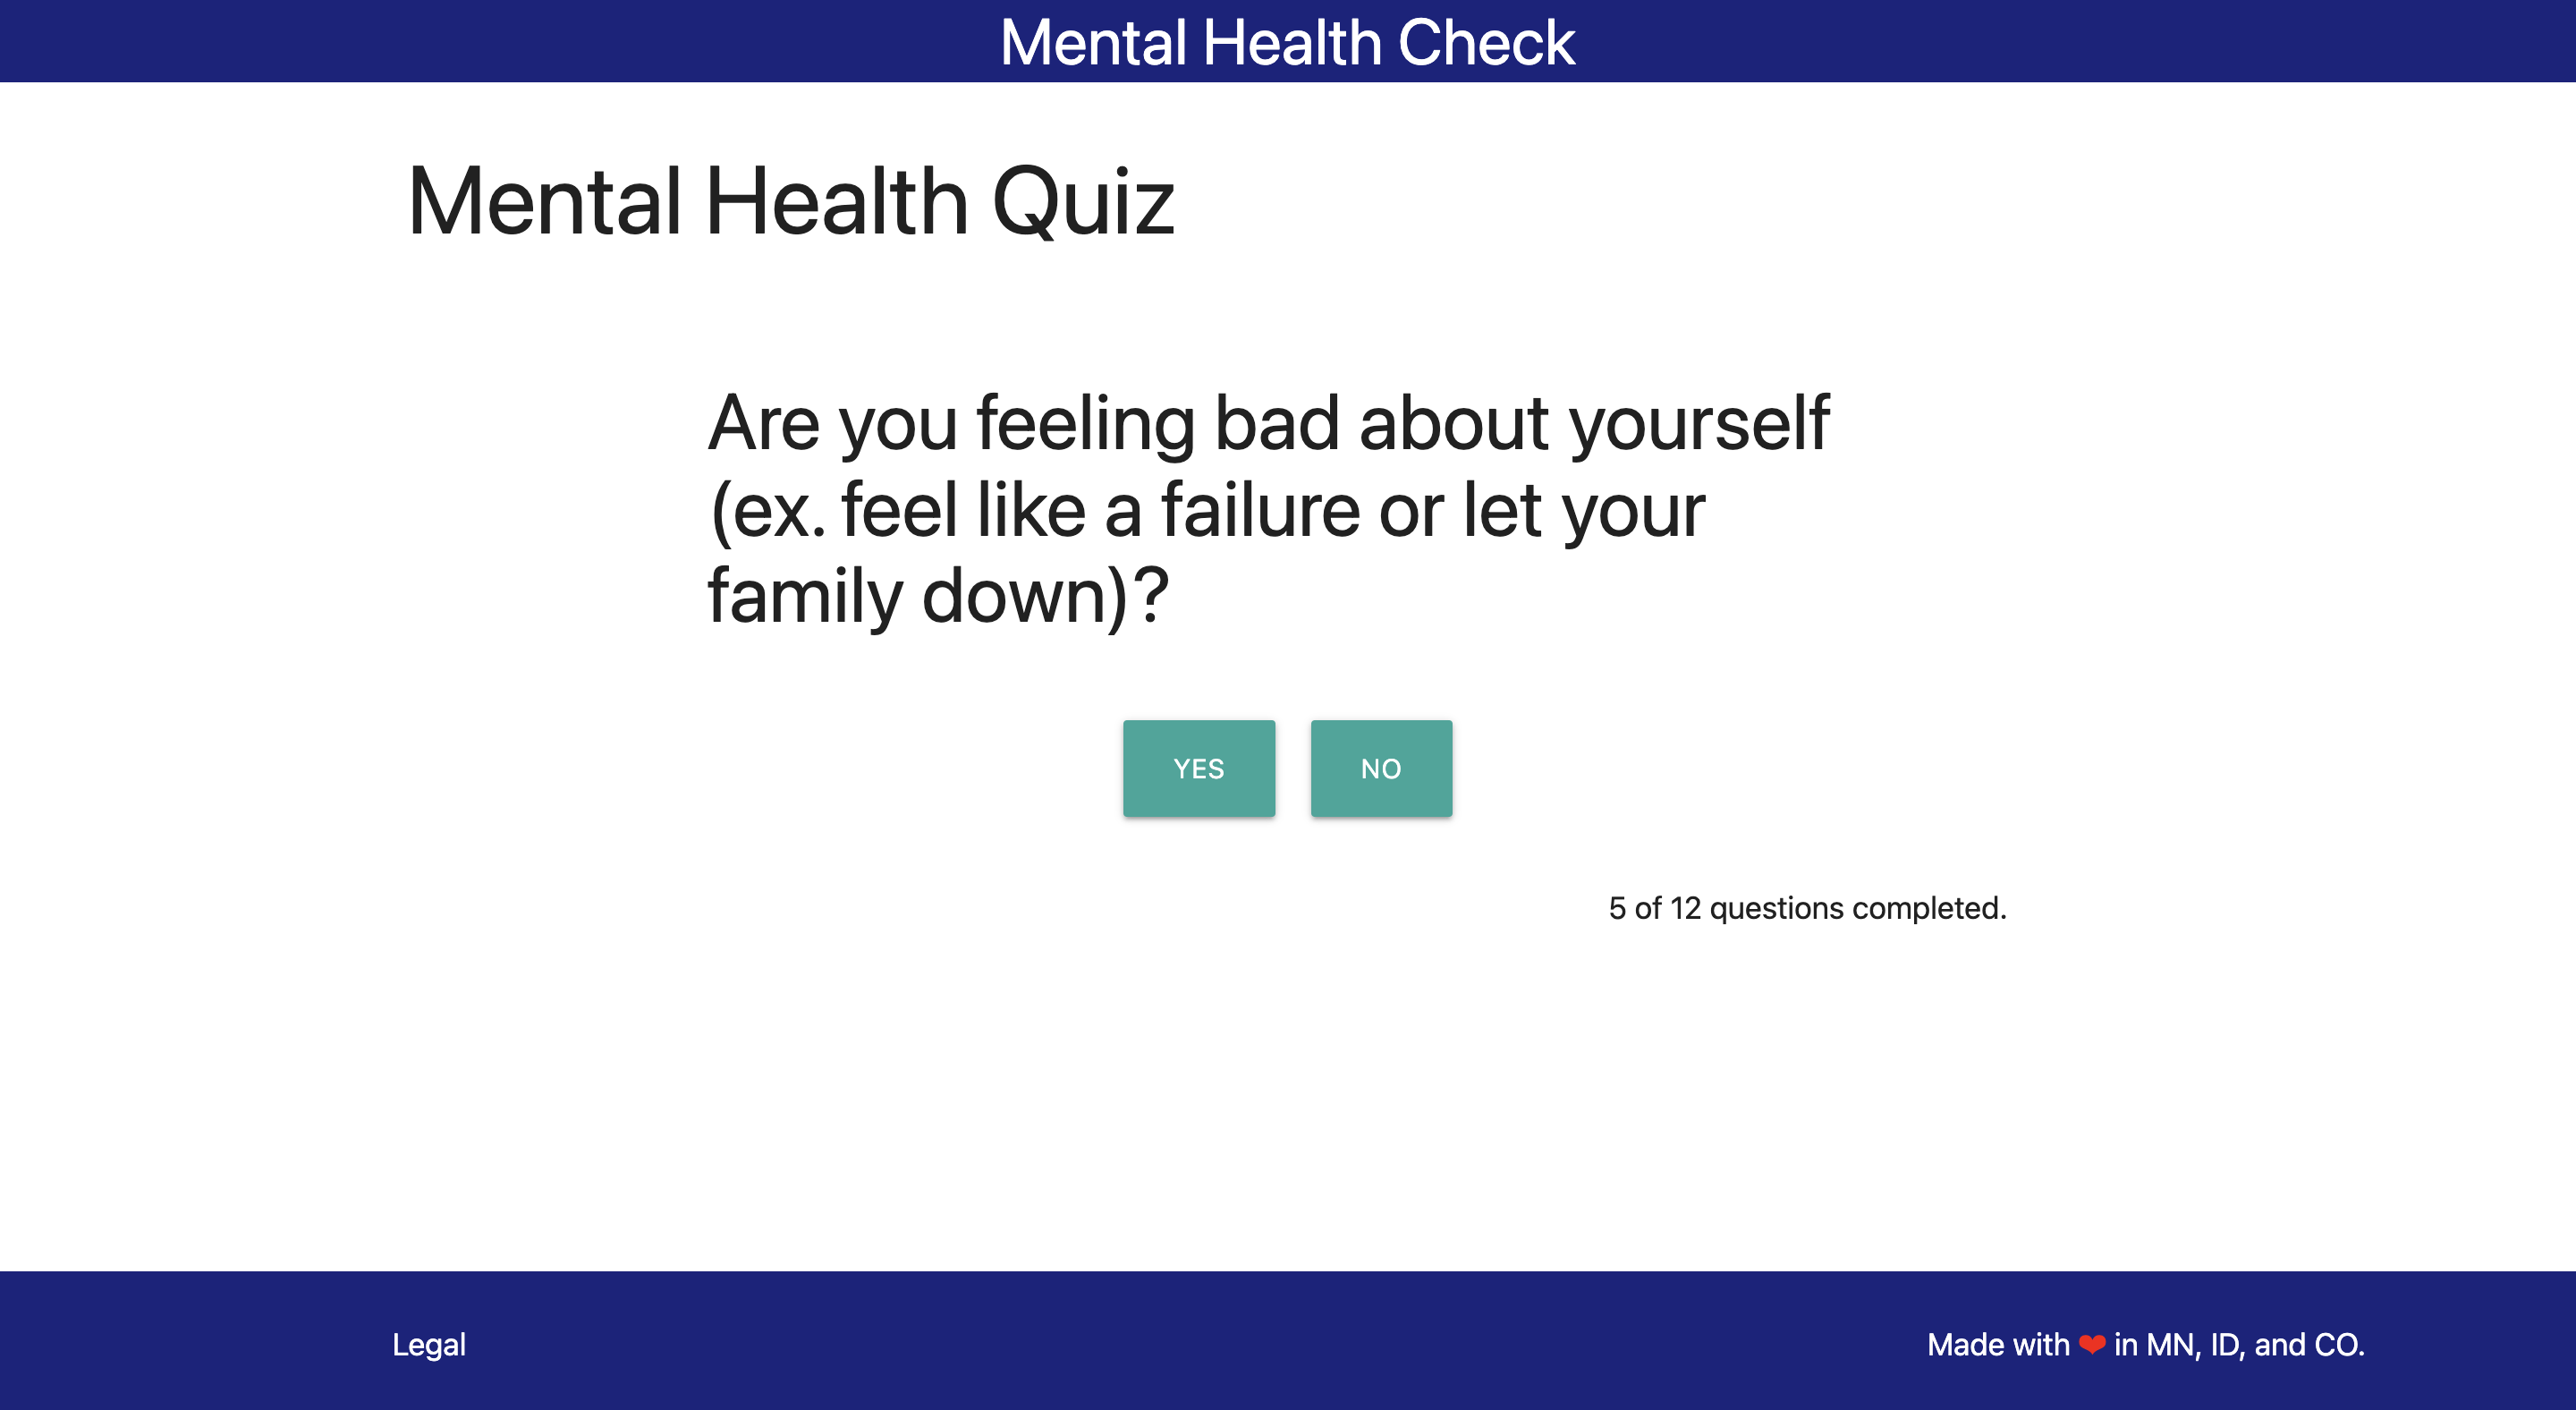 Mental Health Check
Mental Health Quiz
Are you feeling bad about yourself
(ex. feel like a failure or let your
family down)?
YES NO
5 of 12 questions completed.
Legal
Made with ❤ in MN, ID, and CO.